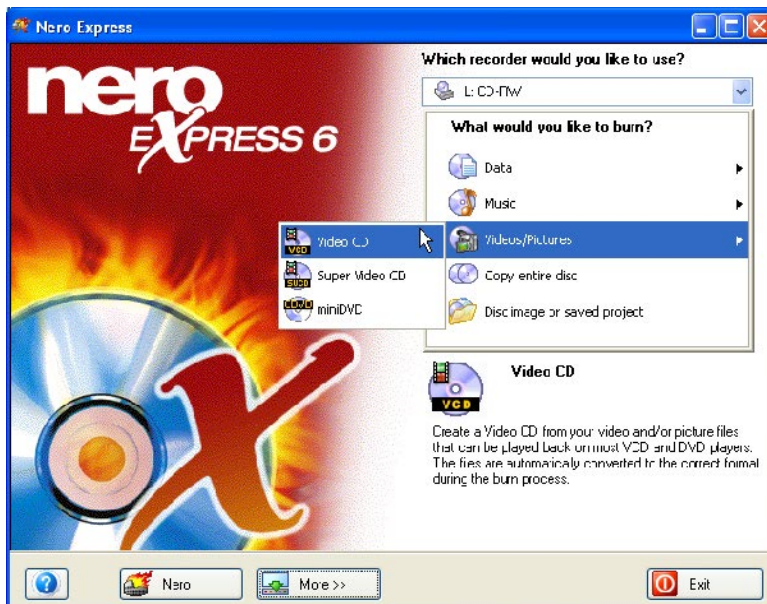 Nero Express
nero
EXPRESS 6
Which recorder would you like to use?
L: CD-RW
What would you like to burn?
Data
Music
Videos/Pictures
Copy entire disc
Disc image or saved project
Video CD
Super Video CD
miniDVD
VCD
SVCD
Video CD
VCD
Create a Video CD from your video and/or picture files
that can be played back on most VCD and DVD players.
The files are automatically converted to the correct format
during the burn process.
Nero
More >>
Exit